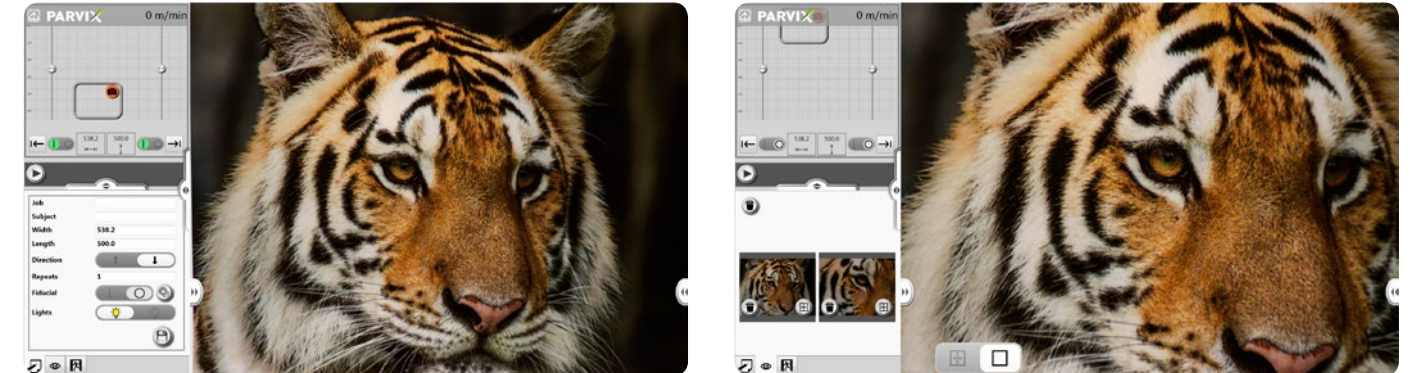 PARVIX 0 m/min
538.2 500.0
Job
Subject
Width 538.2
Length 500.0
Direction
Repeats 1
Fiducial
Lights
PARVIX 0 m/min
538.2 500.0